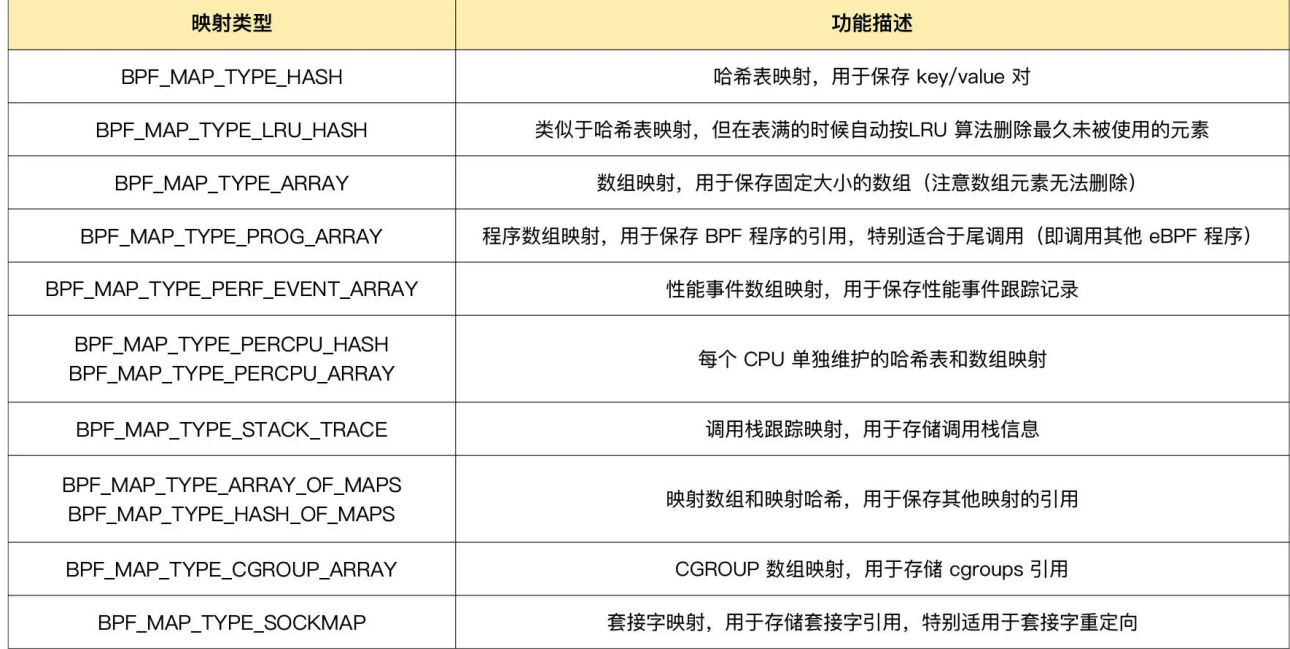 映射类型 功能描述
BPF_MAP_TYPE_HASH 哈希表映射，用于保存 key/value 对
BPF_MAP_TYPE_LRU_HASH 类似于哈希表映射，但在表满的时候自动按LRU 算法删除最久未被使用的元素
BPF_MAP_TYPE_ARRAY 数组映射，用于保存固定大小的数组（注意数组元素无法删除）
BPF_MAP_TYPE_PROG_ARRAY 程序数组映射，用于保存 BPF 程序的引用，特别适合于尾调用（即调用其他 eBPF 程序）
BPF_MAP_TYPE_PERF_EVENT_ARRAY 性能事件数组映射，用于保存性能事件跟踪记录
BPF_MAP_TYPE_PERCPU_HASH
BPF_MAP_TYPE_PERCPU_ARRAY
每个 CPU 单独维护的哈希表和数组映射
BPF_MAP_TYPE_STACK_TRACE 调用栈跟踪映射，用于存储调用栈信息
BPF_MAP_TYPE_ARRAY_OF_MAPS
BPF_MAP_TYPE_HASH_OF_MAPS
映射数组和映射哈希，用于保存其他映射的引用
BPF_MAP_TYPE_CGROUP_ARRAY CGROUP 数组映射，用于存储 cgroups 引用
BPF_MAP_TYPE_SOCKMAP 套接字映射，用于存储套接字引用，特别适用于套接字重定向